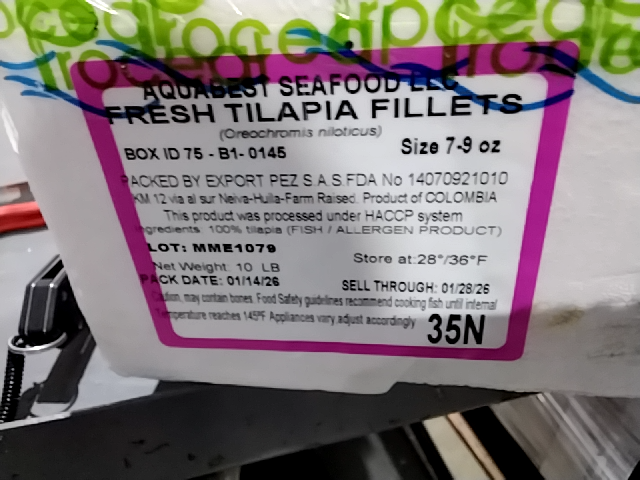 AQUABEST SEAFOOD LLC
FRESH TILAPIA FILLETS
(Oreochromis niloticus)
BOX ID 75 - B1- 0145
Size 7-9 oz
PACKED BY EXPORT PEZ S.A.S.FDA No 14070921010
KM 12 via al sur Neiva-Huila-Farm Raised. Product of COLOMBIA
This product was processed under HACCP system
Ingredients: 100% tilapia (FISH / ALLERGEN PRODUCT)
LOT: MME1079
Net Weight: 10 LB
Store at:28°/36°F
PACK DATE: 01/14/26
SELL THROUGH: 01/28/26
Caution, may contain bones. Food Safety guidelines recommend cooking fish until internal
Temperature reaches 145ºF Appliances vary,adjust accordingly
35N